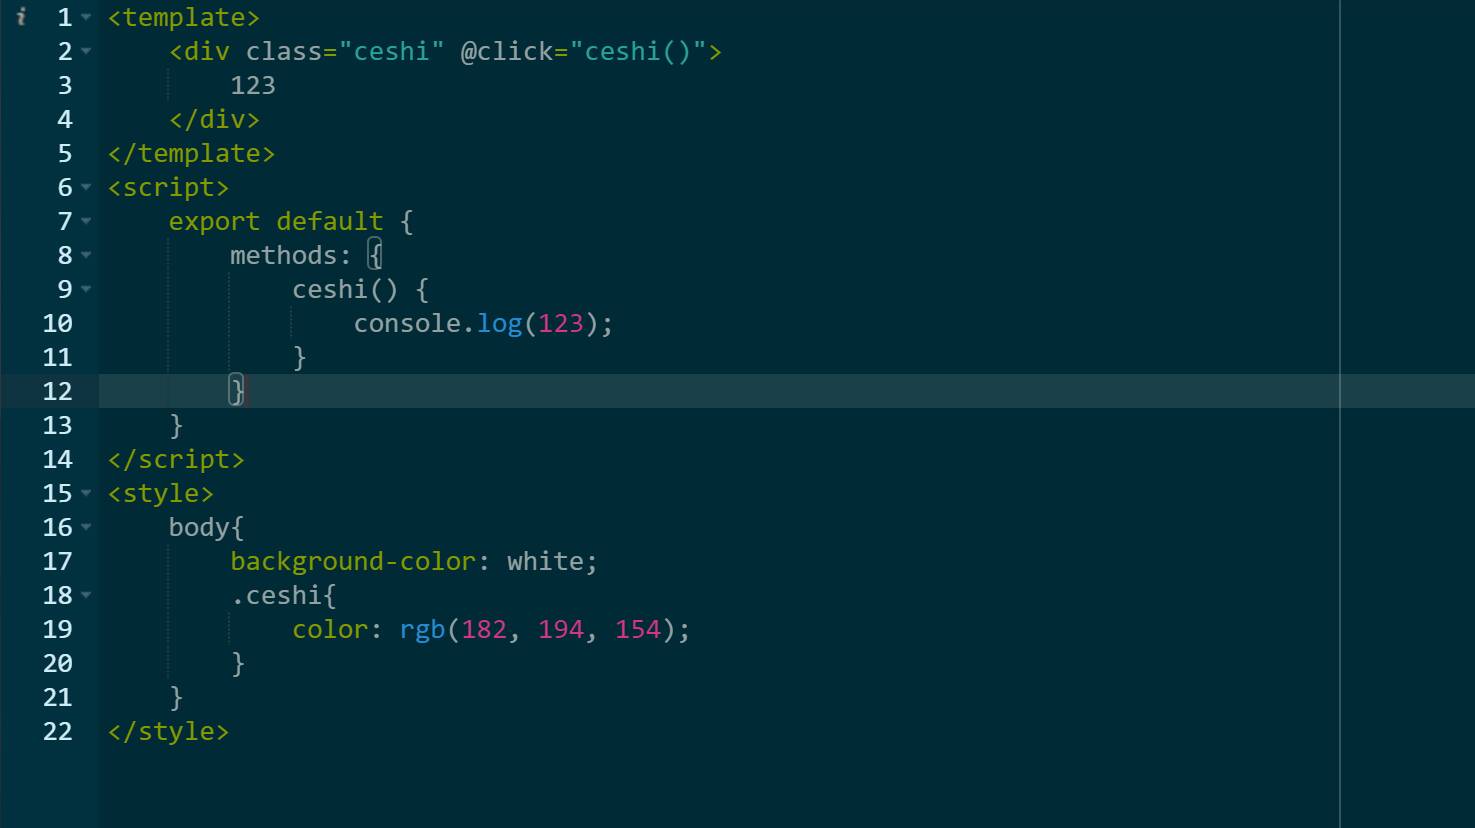 i 1 <template>
2     <div class="ceshi" @click="ceshi()">
3         123
4     </div>
5 </template>
6 <script>
7     export default {
8         methods: {
9             ceshi() {
10                 console.log(123);
11             }
12         }
13     }
14 </script>
15 <style>
16     body{
17         background-color: white;
18         .ceshi{
19             color: rgb(182, 194, 154);
20         }
21     }
22 </style>